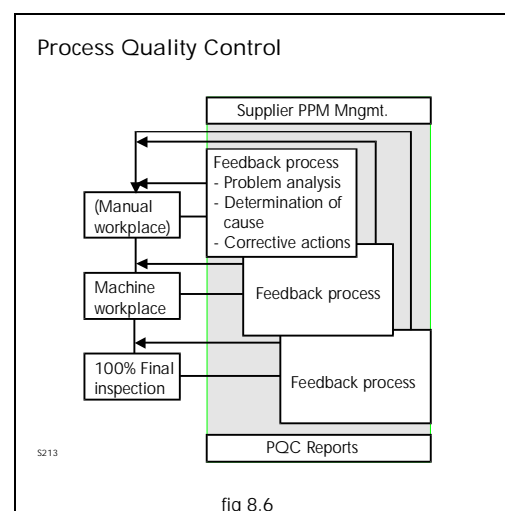 Process Quality Control
Supplier PPM Mngmt.
Feedback process
- Problem analysis
- Determination of
cause
- Corrective actions
(Manual
workplace)
Feedback process
Machine
workplace
Feedback process
100% Final
inspection
PQC Reports
S213
fig 8.6